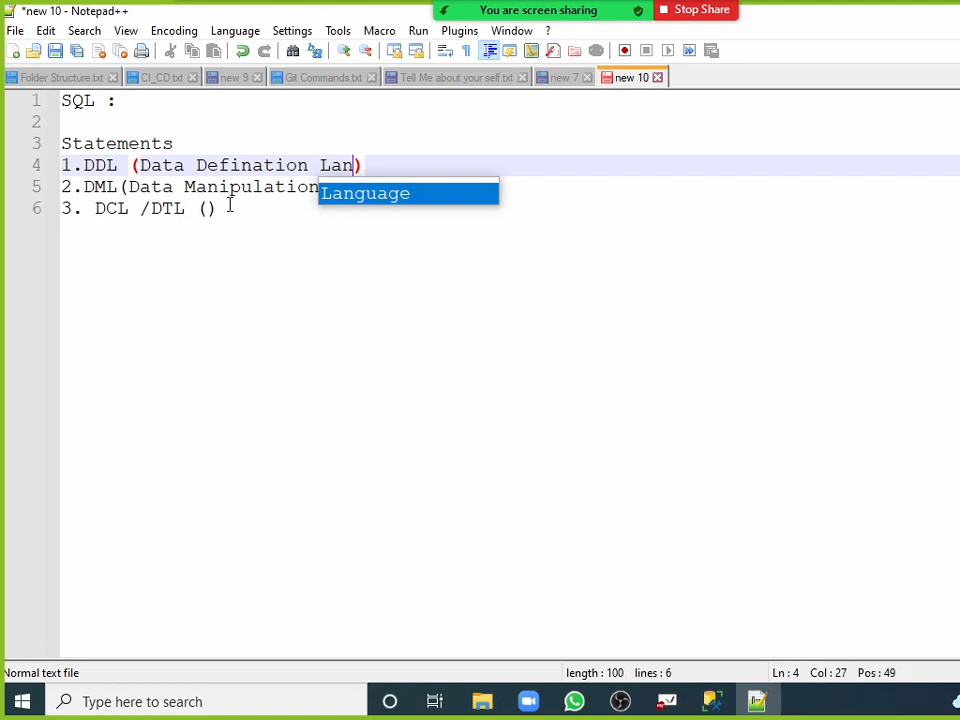 *new 10 - Notepad++
You are screen sharing
Stop Share
File Edit Search View Encoding Language Settings Tools Macro Run Plugins Window ?
Folder Structure.txt CI_CD.txt new 9 Git Commands.txt Tell Me about your self.txt new 7 new 10
1 SQL :
2
3 Statements
4 1.DDL (Data Defination Lan)
5 2.DML(Data Manipulation
Language
6 3. DCL /DTL ()
Normal text file length : 100 lines : 6 Ln : 4 Col : 27 Pos : 49
Type here to search